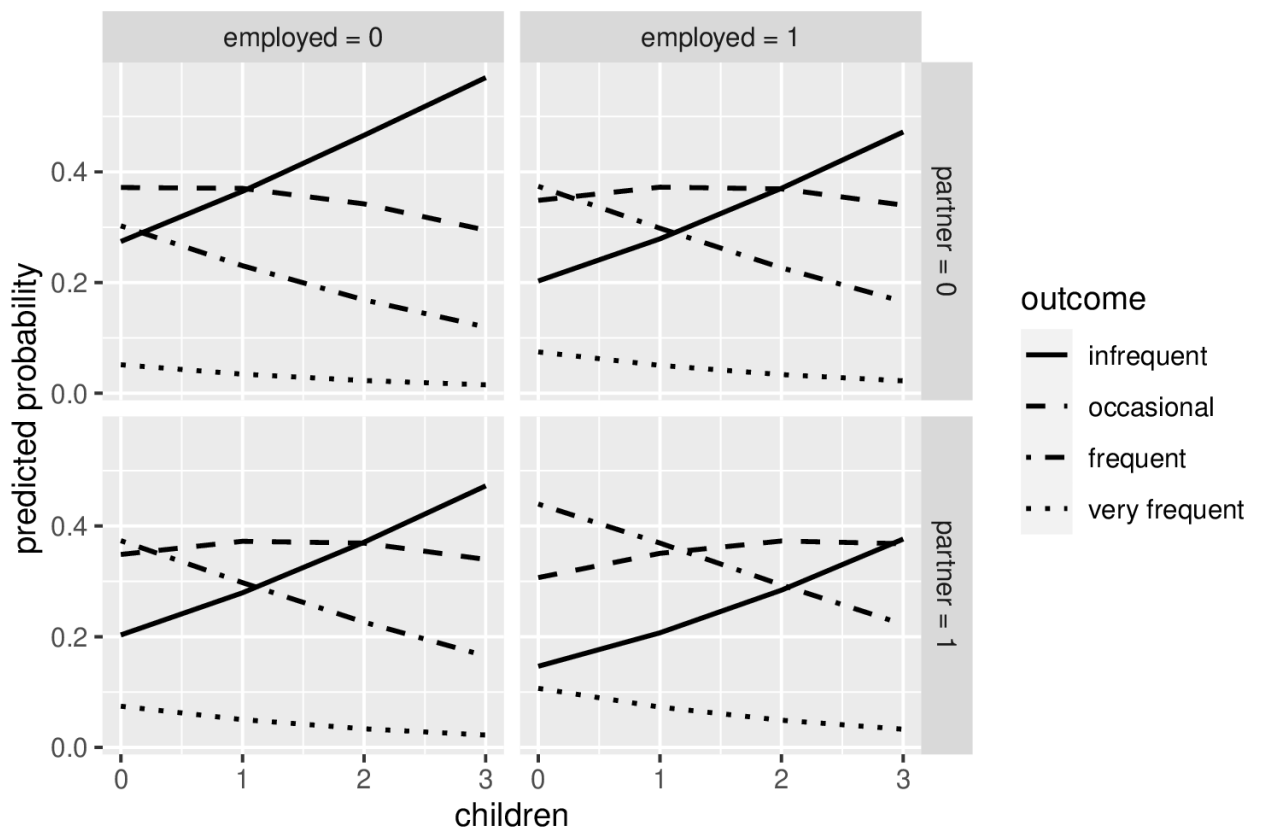 employed = 0
employed = 1
0.4
0.2
0.0
partner = 0
0.4
0.2
0.0
partner = 1
predicted probability
0 1 2 3
0 1 2 3
children
outcome
infrequent
occasional
frequent
very frequent